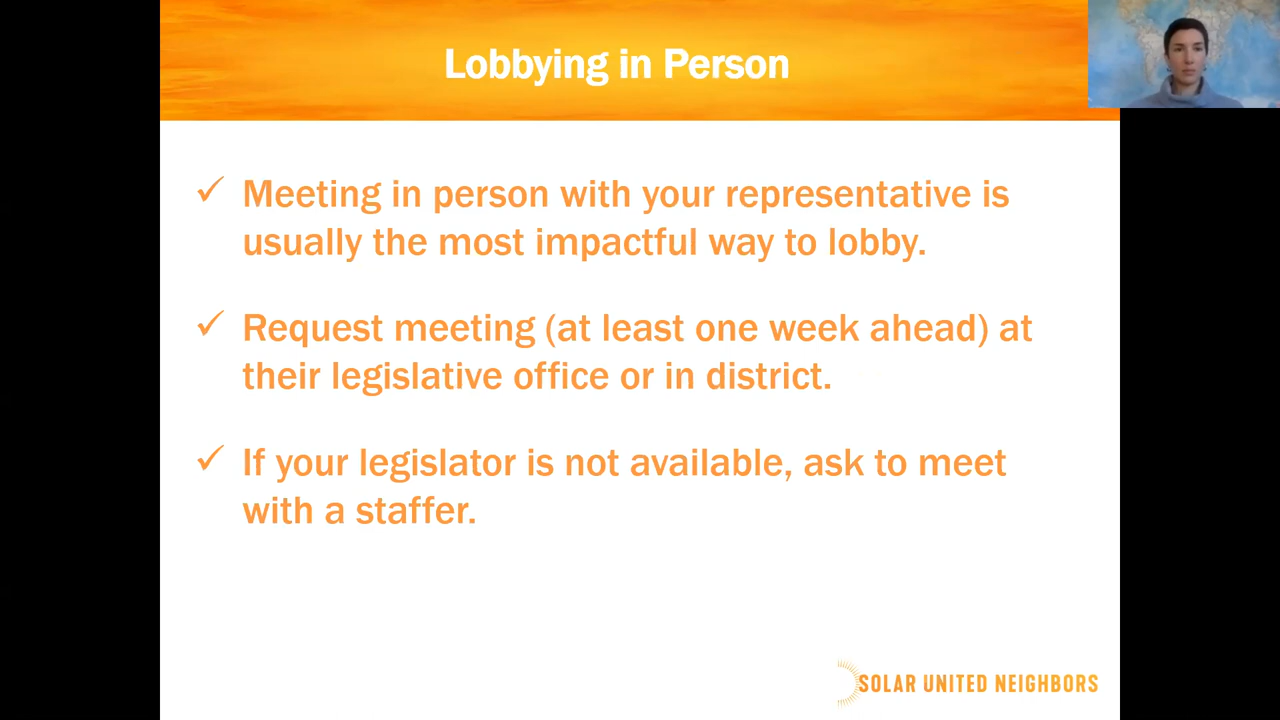 Lobbying in Person
Meeting in person with your representative is
usually the most impactful way to lobby.
Request meeting (at least one week ahead) at
their legislative office or in district.
If your legislator is not available, ask to meet
with a staffer.
SOLAR UNITED NEIGHBORS